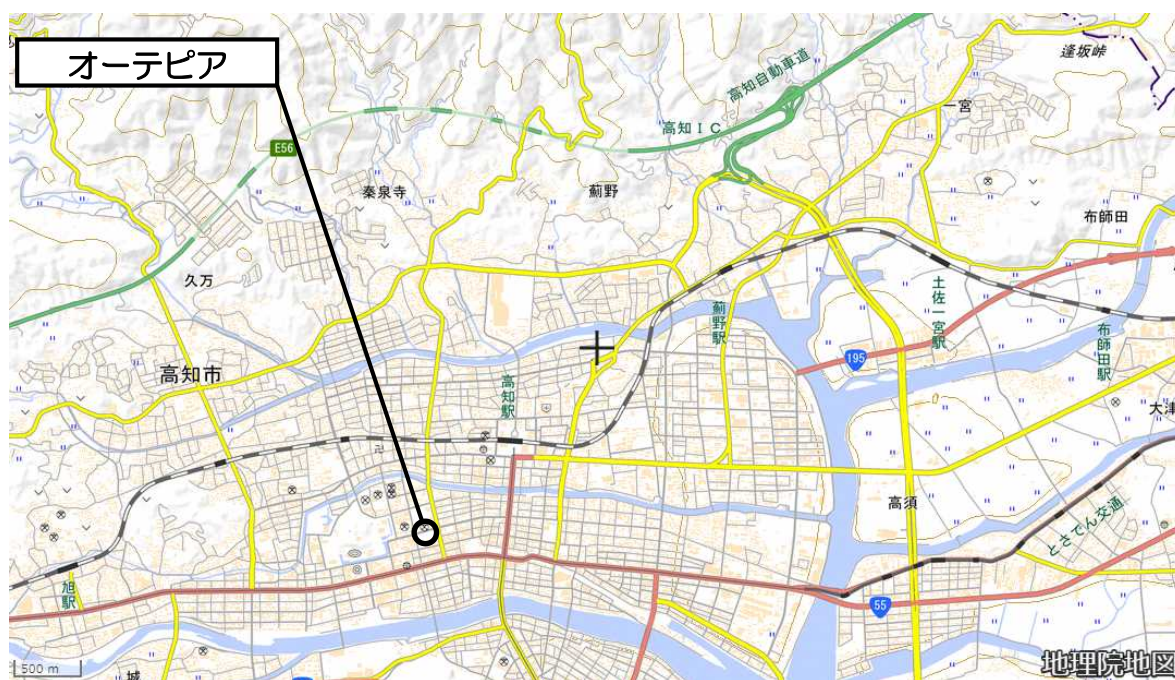 オーテピア
高知自動車道
逢坂峠
一宮
高知IC
E56
秦泉寺
薊野
布師田
久万
薊野駅
土佐一宮駅
195
布師田駅
高知市
高知駅
大津
高須
とさでん交通
旭駅
55
500 m
城
地理院地図